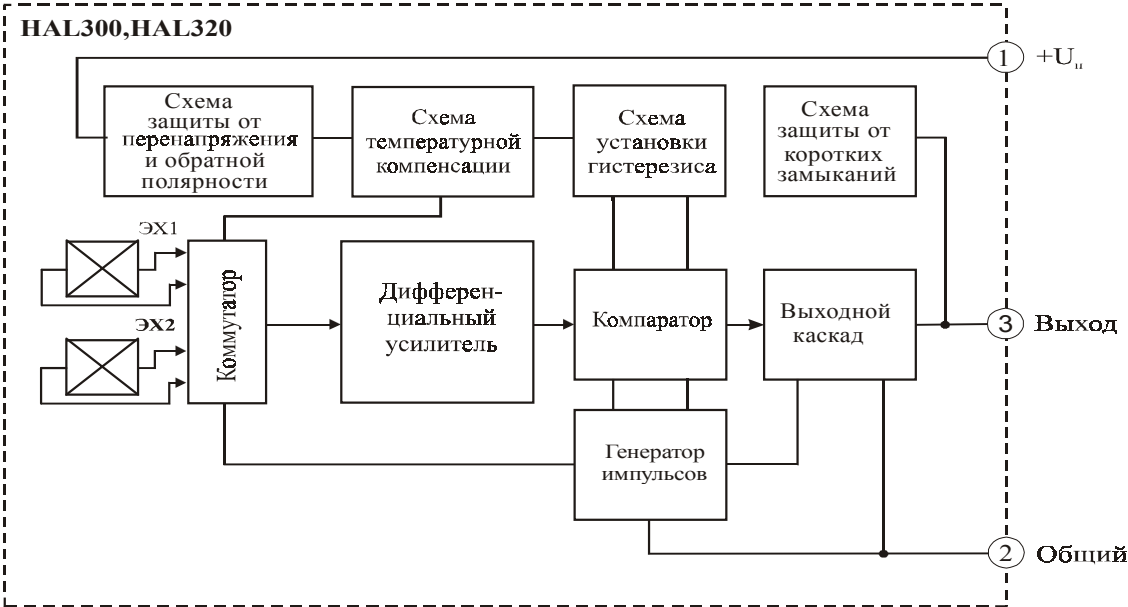 HAL300,HAL320
1 +Uп
Схема
защиты от
перенапряжения
и обратной
полярности
Схема
температурной
компенсации
Схема
установки
гистерезиса
Схема
защиты от
коротких
замыканий
ЭХ1
ЭХ2
Коммутатор
Дифферен-
циальный
усилитель
Компаратор
Выходной
каскад
3 Выход
Генератор
импульсов
2 Общий